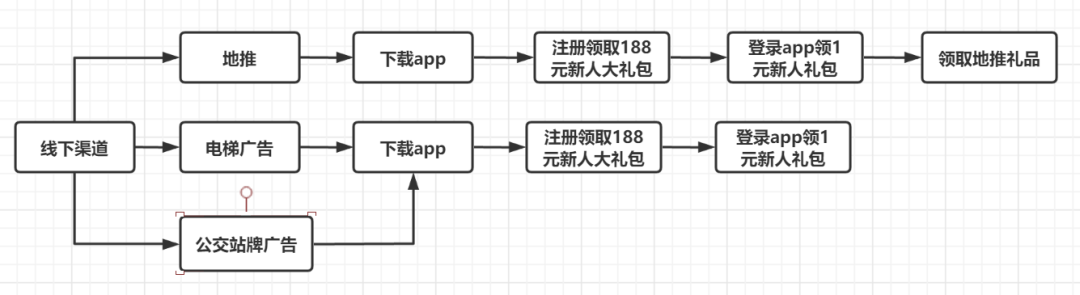 地推
下载app
注册领取188
元新人大礼包
登录app领1
元新人礼包
领取地推礼品
线下渠道
电梯广告
下载app
注册领取188
元新人大礼包
登录app领1
元新人礼包
公交站牌广告